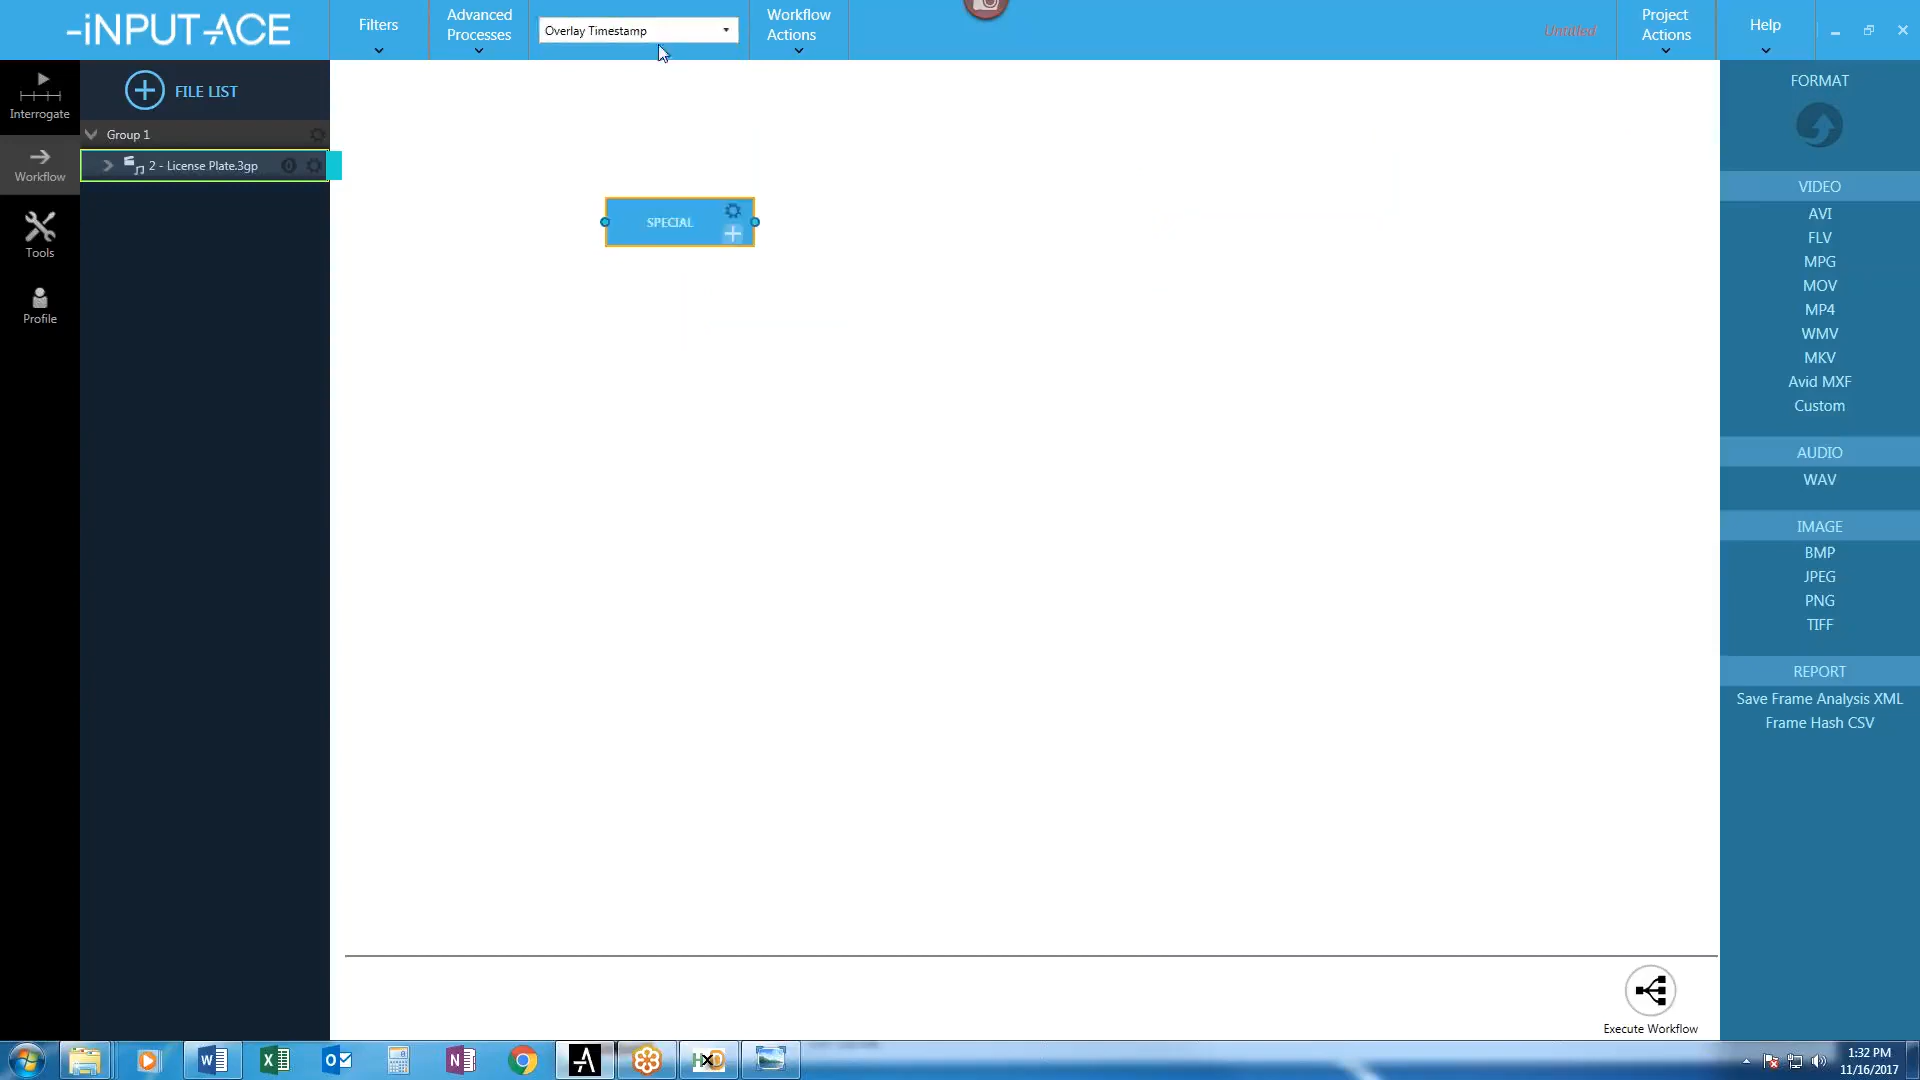 -iNPUT-ACE
Filters
Advanced Processes
Overlay Timestamp
Workflow Actions
Untitled
Project Actions
Help
Interrogate
Workflow
Tools
Profile
FILE LIST
Group 1
2 - License Plate.3gp
SPECIAL
FORMAT
VIDEO
AVI
FLV
MPG
MOV
MP4
WMV
MKV
Avid MXF
Custom
AUDIO
WAV
IMAGE
BMP
JPEG
PNG
TIFF
REPORT
Save Frame Analysis XML
Frame Hash CSV
Execute Workflow
1:32 PM
11/16/2017